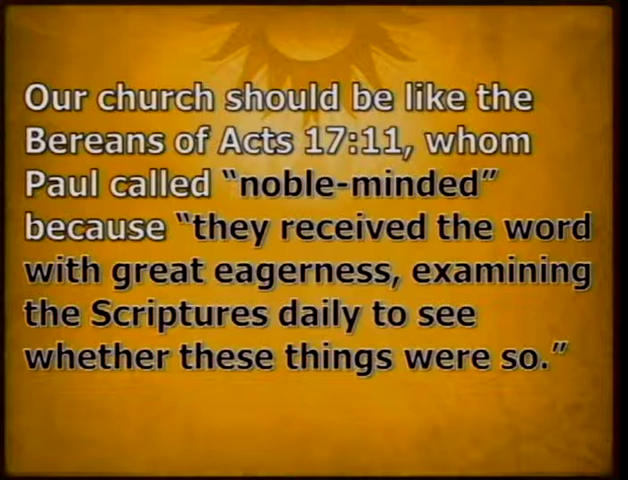 Our church should be like the
Bereans of Acts 17:11, whom
Paul called “noble-minded”
because “they received the word
with great eagerness, examining
the Scriptures daily to see
whether these things were so.”